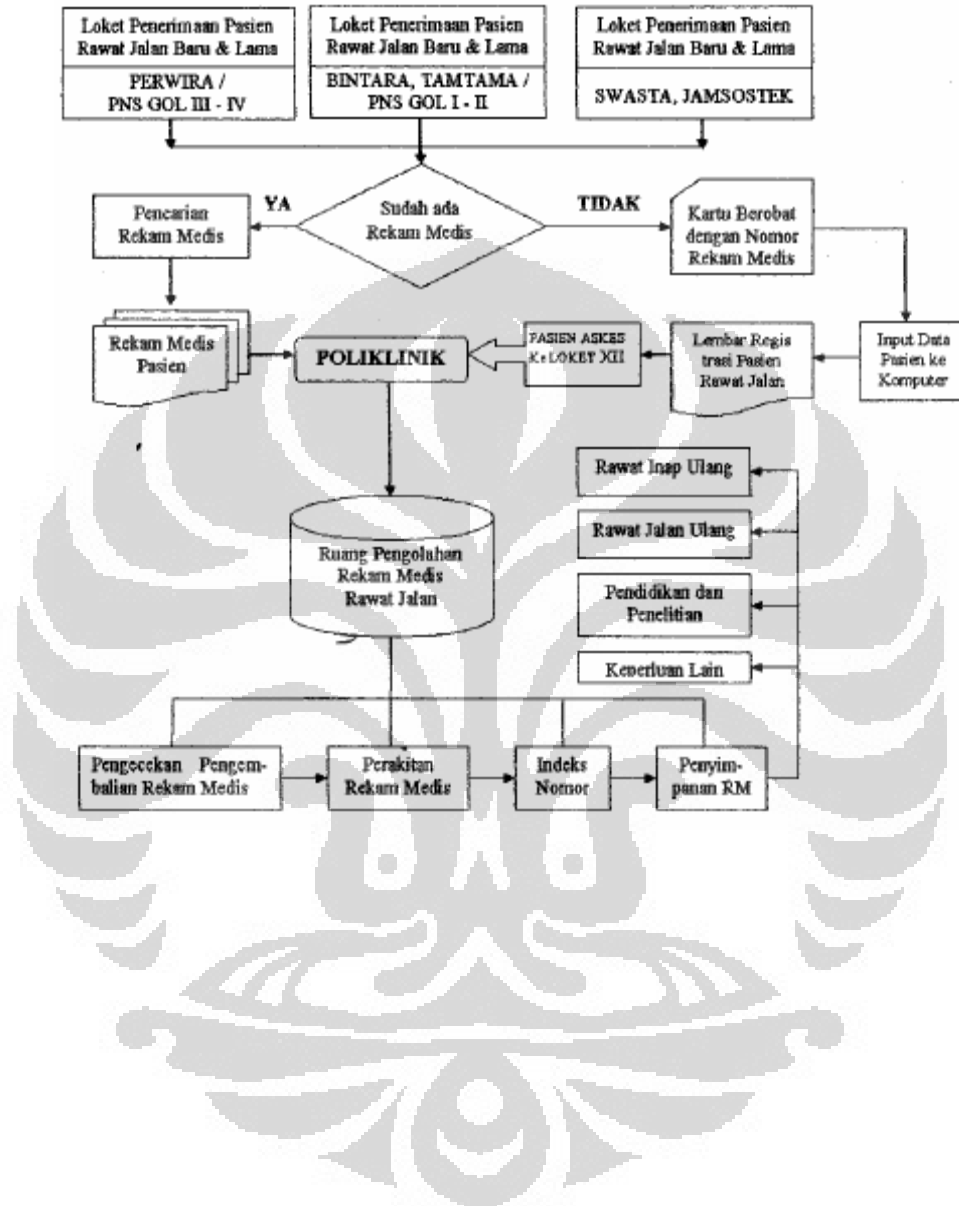 Loket Penerimaan Pasien
Rawat Jalan Baru & Lama
PERWIRA /
PNS GOL III - IV
Loket Penerimaan Pasien
Rawat Jalan Baru & Lama
BINTARA, TAMTAMA /
PNS GOL I - II
Loket Penerimaan Pasien
Rawat Jalan Baru & Lama
SWASTA, JAMSOSTEK
Pencarian
Rekam Medis
YA
Sudah ada
Rekam Medis
TIDAK
Kartu Berobat
dengan Nomor
Rekam Medis
Rekam Medis
Pasien
POLIKLINIK
PASIEN ASKES
Ke LOKET XII
Lembar Regis
trasi Pasien
Rawat Jalan
Input Data
Pasien ke
Komputer
Rawat Inap Ulang
Rawat Jalan Ulang
Ruang Pengolahan
Rekam Medis
Rawat Jalan
Pendidikan dan
Penelitian
Keperluan Lain
Pengecekan Pengem-
balian Rekam Medis
Perakitan
Rekam Medis
Indeks
Nomor
Penyim-
panan RM